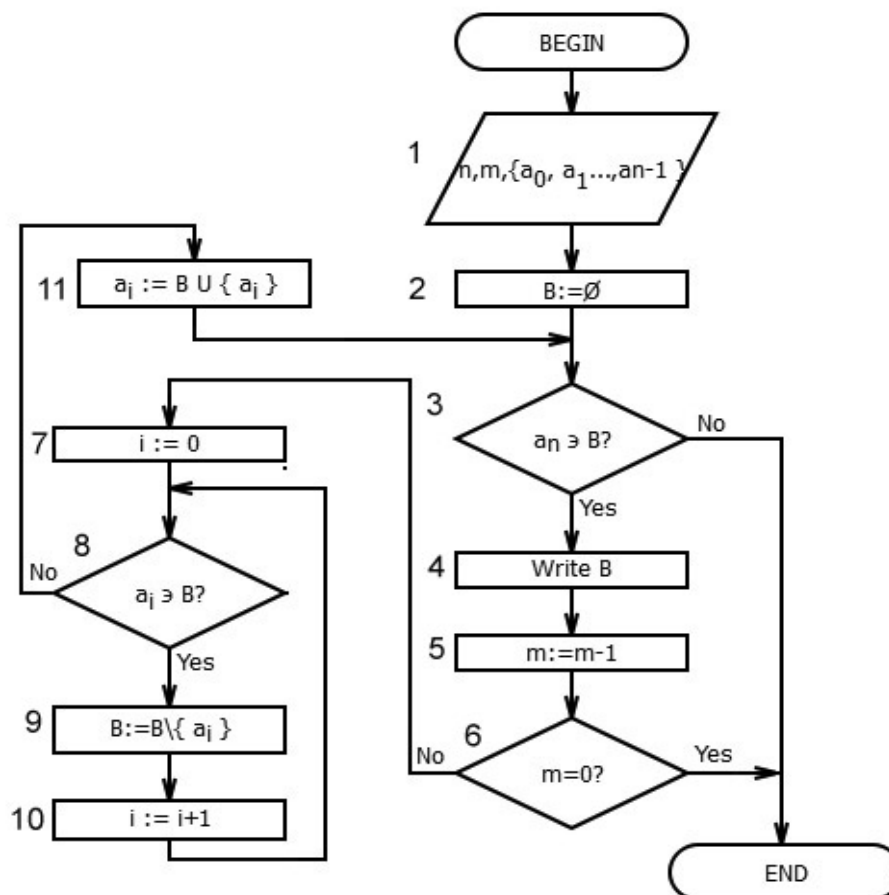 BEGIN
1
n,m,{a₀, a₁...,an-1 }
11
aᵢ := B U { aᵢ }
2
B:=Ø
3
aₙ э B?
No
Yes
7
i := 0
.
8
No
aᵢ э B?
Yes
4
Write B
5
m:=m-1
9
B:=B\{ aᵢ }
6
No
m=0?
Yes
10
i := i+1
END